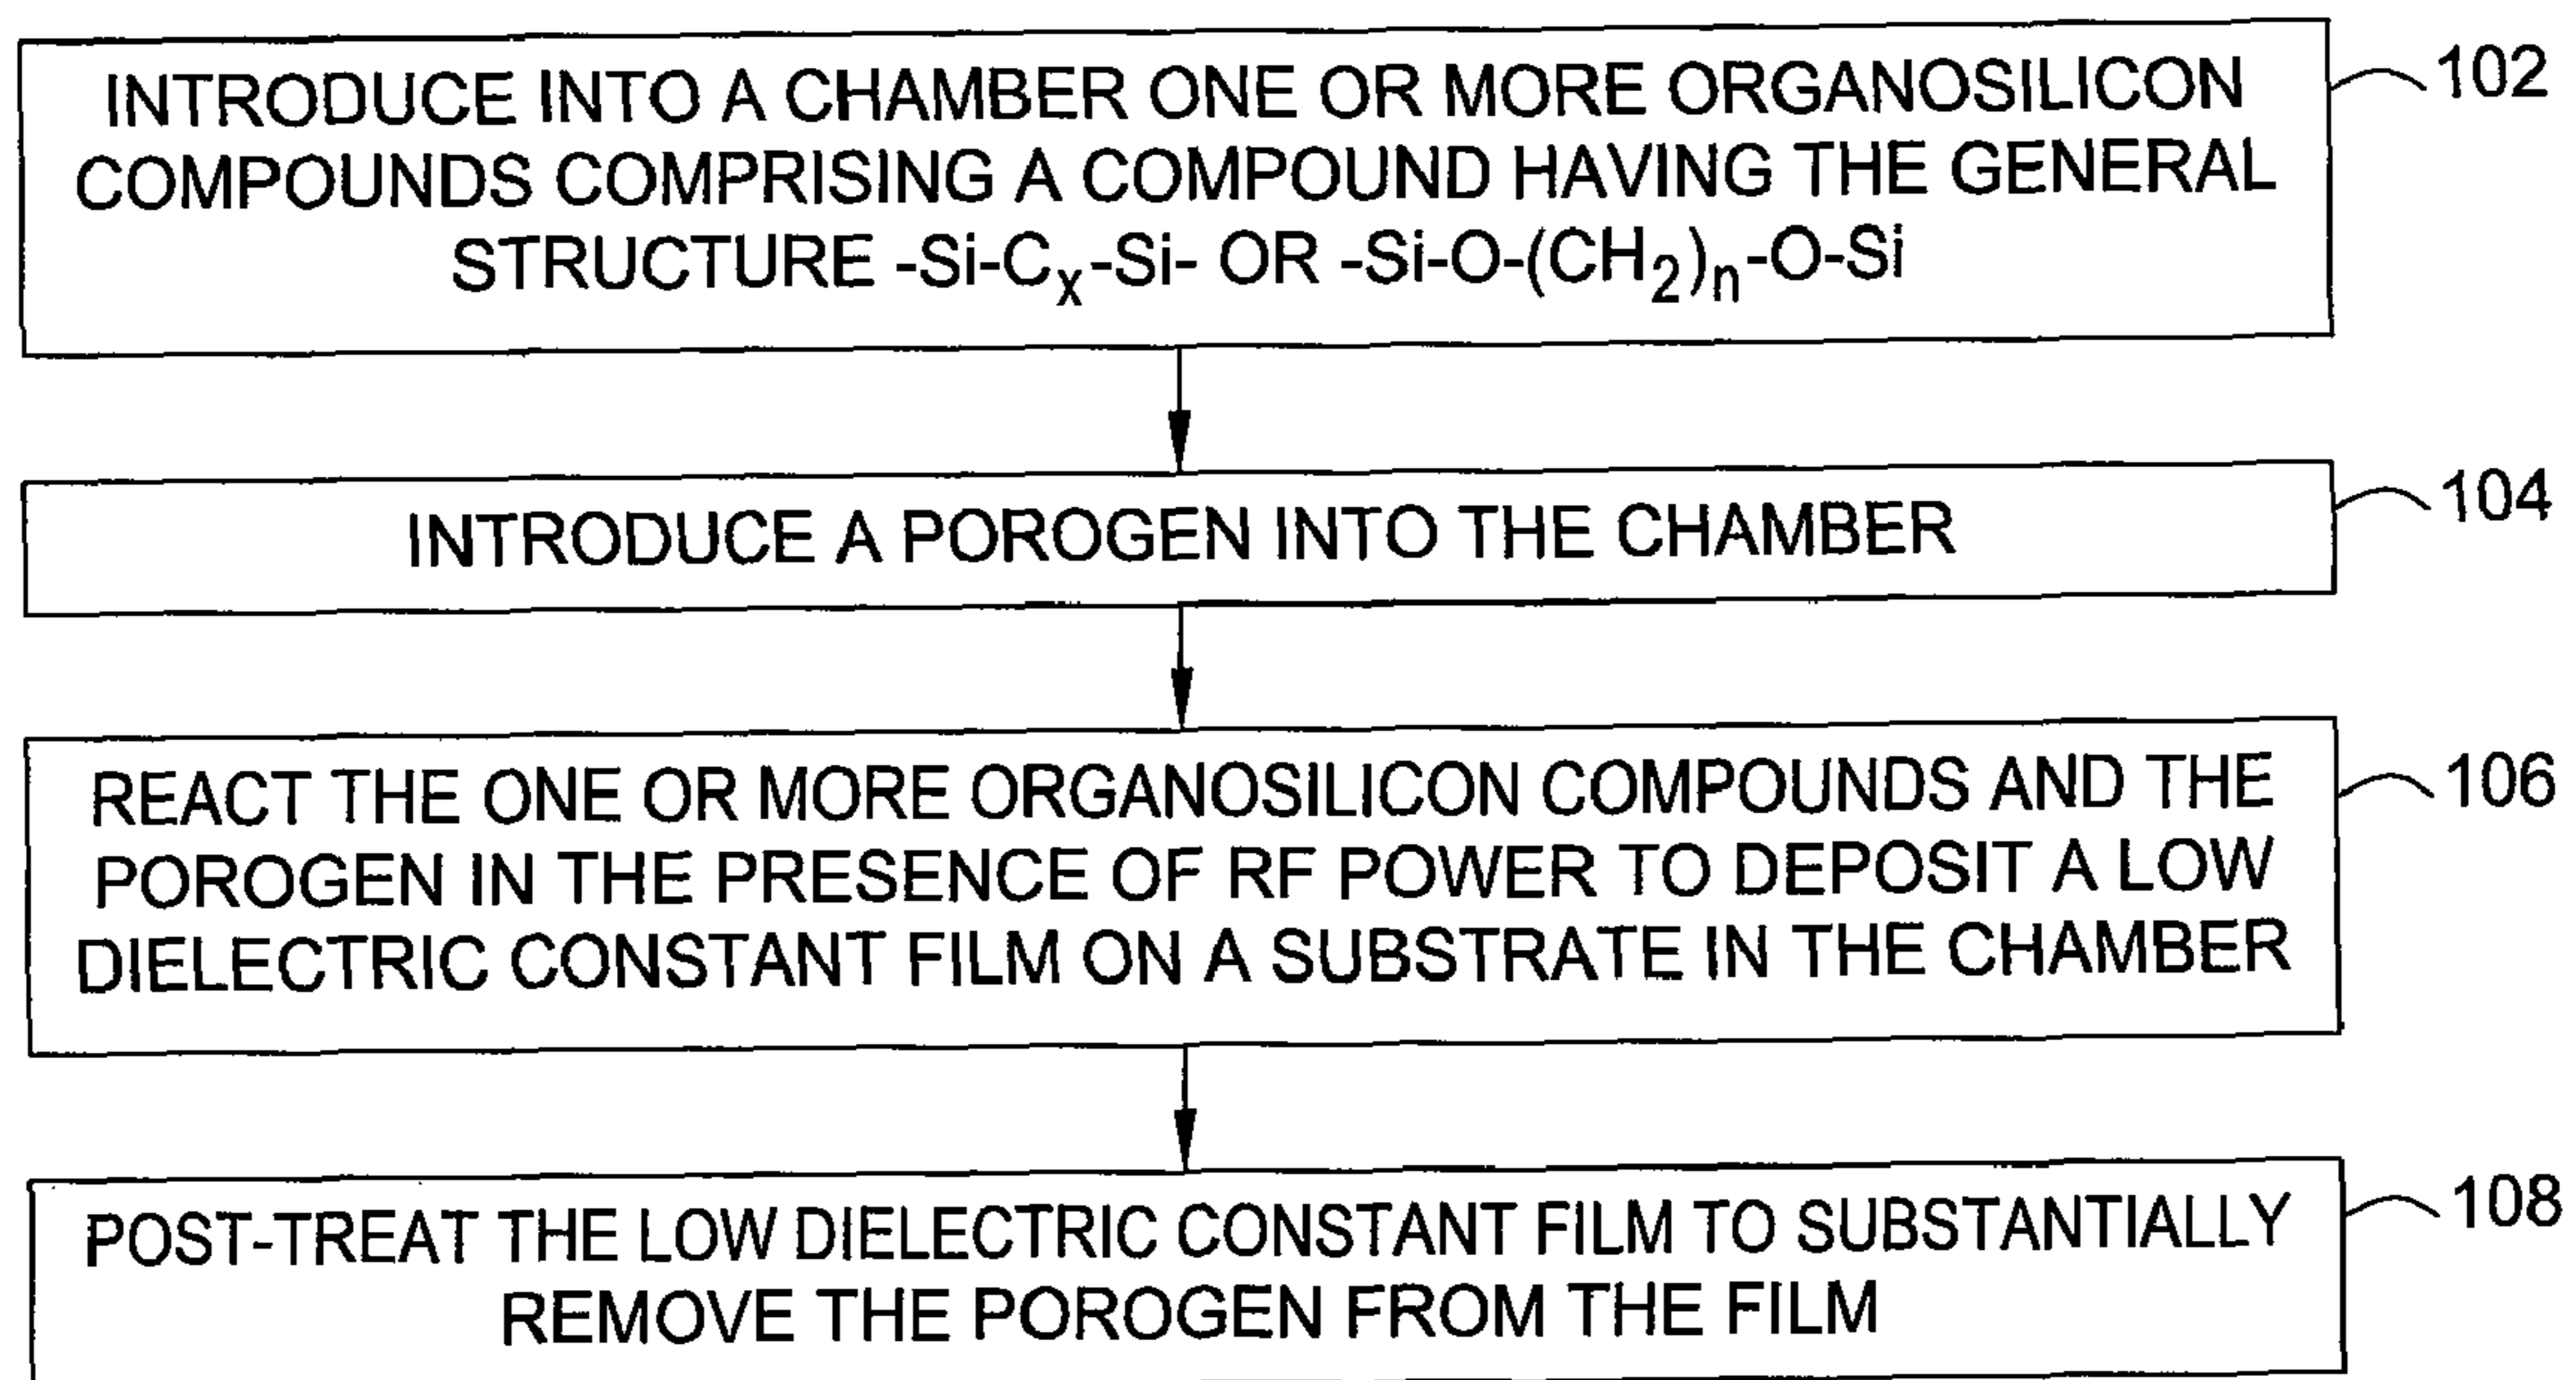 INTRODUCE INTO A CHAMBER ONE OR MORE ORGANOSILICON
COMPOUNDS COMPRISING A COMPOUND HAVING THE GENERAL
STRUCTURE -Si-Cₓ-Si- OR -Si-O-(CH₂)ₙ-O-Si
102
INTRODUCE A POROGEN INTO THE CHAMBER
104
REACT THE ONE OR MORE ORGANOSILICON COMPOUNDS AND THE
POROGEN IN THE PRESENCE OF RF POWER TO DEPOSIT A LOW
DIELECTRIC CONSTANT FILM ON A SUBSTRATE IN THE CHAMBER
106
POST-TREAT THE LOW DIELECTRIC CONSTANT FILM TO SUBSTANTIALLY
REMOVE THE POROGEN FROM THE FILM
108